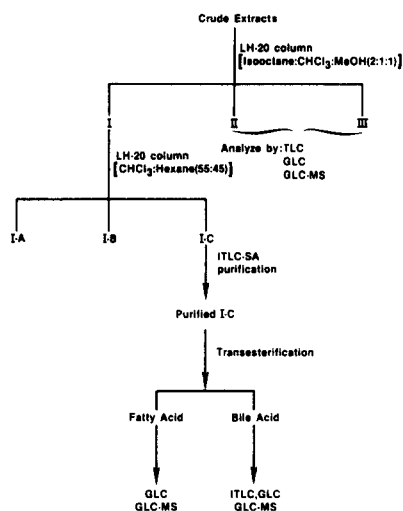 Crude Extracts
LH-20 column
[Isooctane:CHCl3:MeOH(2:1:1)]
I
II
III
Analyze by: TLC
GLC
GLC-MS
LH-20 column
[CHCl3:Hexane(55:45)]
I-A
I-B
I-C
ITLC-SA
purification
Purified I-C
Transesterification
Fatty Acid
Bile Acid
GLC
GLC-MS
ITLC,GLC
GLC-MS